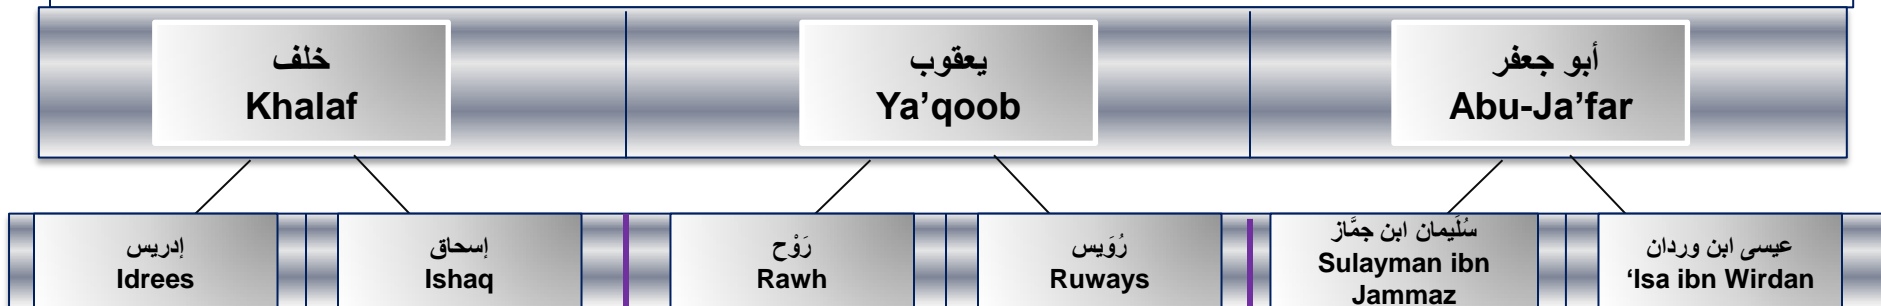 خلف
Khalaf
يعقوب
Ya’qoob
أبو جعفر
Abu-Ja’far
إدريس
Idrees
إسحاق
Ishaq
رَوْح
Rawh
رُوَيس
Ruways
سُلَيمان ابن جمَّاز
Sulayman ibn
Jammaz
عيسى ابن وردان
‘Isa ibn Wirdan